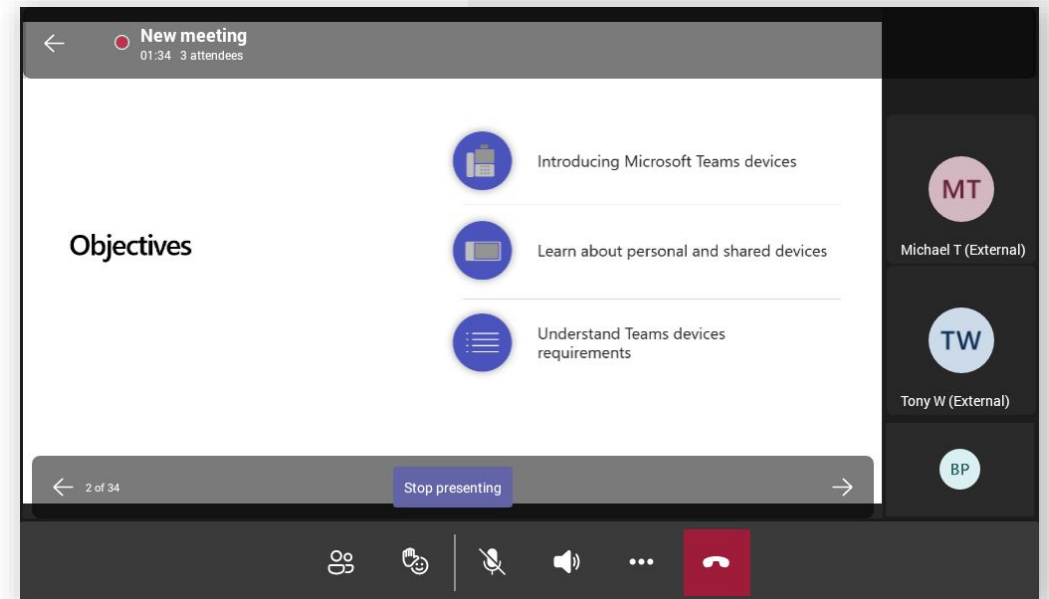 New meeting
01:34 3 attendees
Introducing Microsoft Teams devices
Objectives
Learn about personal and shared devices
Understand Teams devices
requirements
MT
Michael T (External)
TW
Tony W (External)
BP
2 of 34
Stop presenting